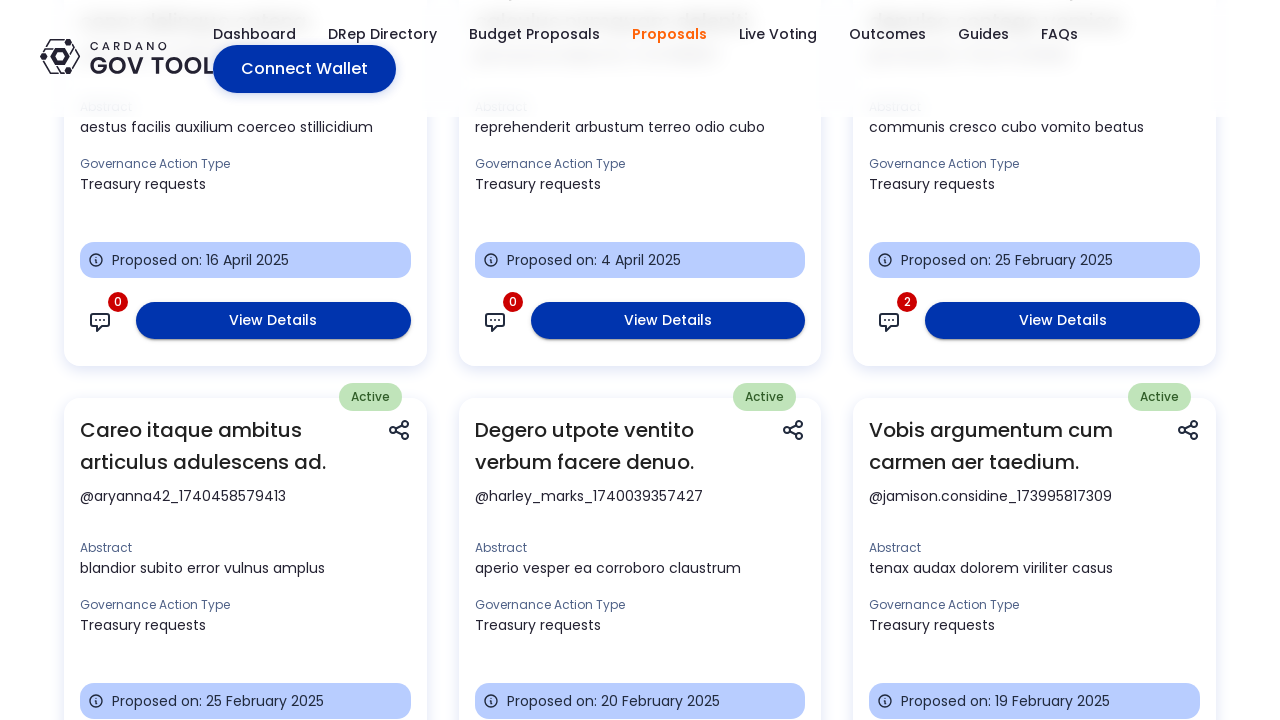 CARDANO
GOV TOOL
Dashboard
DRep Directory
Budget Proposals
Proposals
Live Voting
Outcomes
Guides
FAQs
Connect Wallet
aestus facilis auxilium coerceo stillicidium
Governance Action Type
Treasury requests
Proposed on: 16 April 2025
0
View Details
reprehenderit arbustum terreo odio cubo
Governance Action Type
Treasury requests
Proposed on: 4 April 2025
0
View Details
communis cresco cubo vomito beatus
Governance Action Type
Treasury requests
Proposed on: 25 February 2025
2
View Details
Active
Careo itaque ambitus
articulus adulescens ad.
@aryanna42_1740458579413
Abstract
blandior subito error vulnus amplus
Governance Action Type
Treasury requests
Proposed on: 25 February 2025
Active
Degero utpote ventito
verbum facere denuo.
@harley_marks_1740039357427
Abstract
aperio vesper ea corroboro claustrum
Governance Action Type
Treasury requests
Proposed on: 20 February 2025
Active
Vobis argumentum cum
carmen aer taedium.
@jamison.considine_173995817309
Abstract
tenax audax dolorem viriliter casus
Governance Action Type
Treasury requests
Proposed on: 19 February 2025